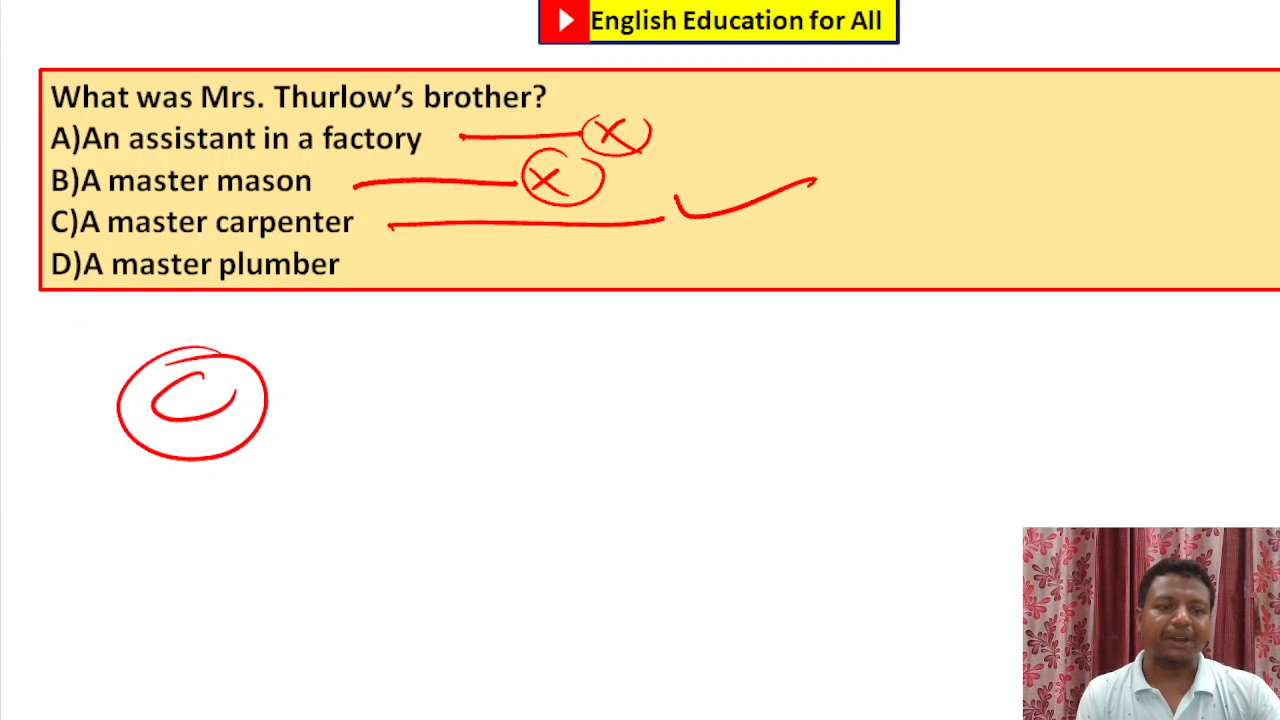 English Education for All
What was Mrs. Thurlow’s brother?
A)An assistant in a factory
B)A master mason
C)A master carpenter
D)A master plumber
C